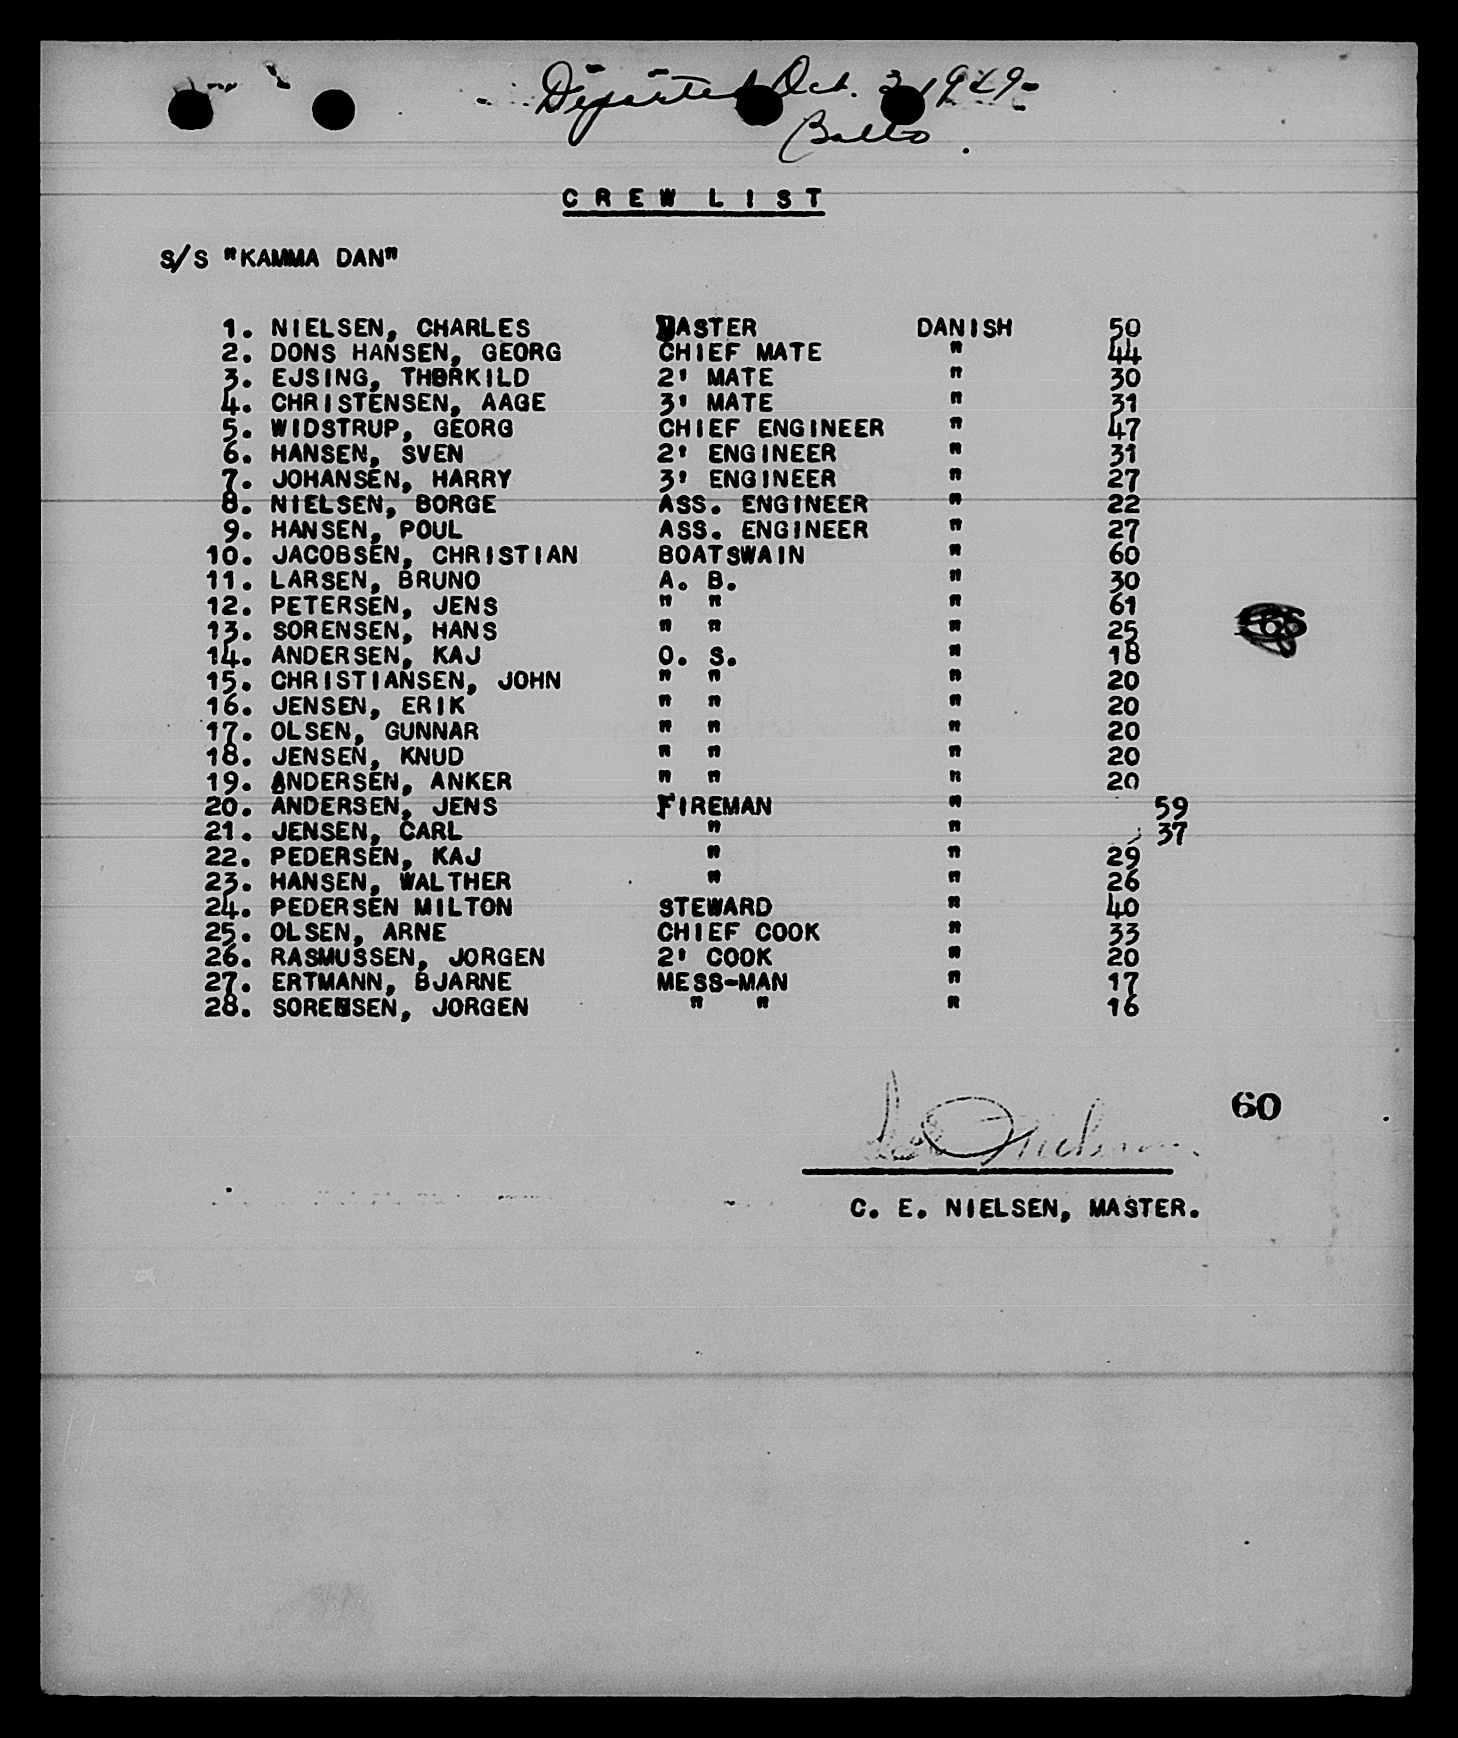 Departed Oct. 3, 1949-
Balto.
CREW LIST
S/S "KAMMA DAN"
1. NIELSEN, CHARLES MASTER DANISH 50
2. DONS HANSEN, GEORG CHIEF MATE " 44
3. EJSING, THORKILD 2' MATE " 30
4. CHRISTENSEN, AAGE 3' MATE " 31
5. WIDSTRUP, GEORG CHIEF ENGINEER " 47
6. HANSEN, SVEN 2' ENGINEER " 31
7. JOHANSEN, HARRY 3' ENGINEER " 27
8. NIELSEN, BORGE ASS. ENGINEER " 22
9. HANSEN, POUL ASS. ENGINEER " 27
10. JACOBSEN, CHRISTIAN BOATSWAIN " 60
11. LARSEN, BRUNO A. B. " 30
12. PETERSEN, JENS " " " 61
13. SORENSEN, HANS " " " 25
14. ANDERSEN, KAJ O. S. " 18
15. CHRISTIANSEN, JOHN " " " 20
16. JENSEN, ERIK " " " 20
17. OLSEN, GUNNAR " " " 20
18. JENSEN, KNUD " " " 20
19. ANDERSEN, ANKER " " " 20
20. ANDERSEN, JENS FIREMAN " 59
21. JENSEN, CARL " " 37
22. PEDERSEN, KAJ " " 29
23. HANSEN, WALTHER " " 26
24. PEDERSEN MILTON STEWARD " 40
25. OLSEN, ARNE CHIEF COOK " 33
26. RASMUSSEN, JORGEN 2' COOK " 20
27. ERTMANN, BJARNE MESS-MAN " 17
28. SORENSEN, JORGEN " " " 16
60
C. E. NIELSEN, MASTER.